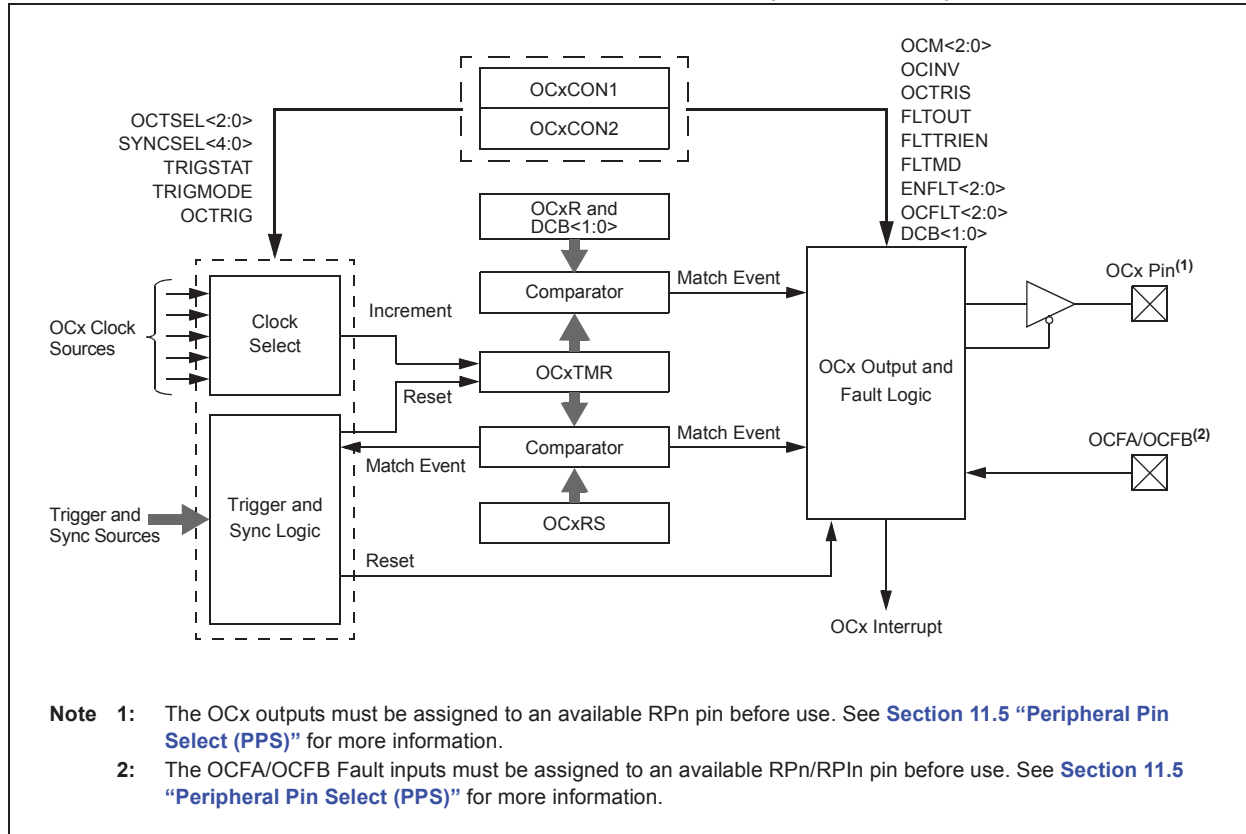 OCxCON1
OCxCON2
OCM<2:0>
OCINV
OCTRIS
FLTOUT
FLTTRIEN
FLTMD
ENFLT<2:0>
OCFLT<2:0>
DCB<1:0>
OCTSEL<2:0>
SYNCSEL<4:0>
TRIGSTAT
TRIGMODE
OCTRIG
OCxR and
DCB<1:0>
Comparator
Match Event
OCx Pin(1)
OCx Clock
Sources
Clock
Select
Increment
OCxTMR
Reset
OCx Output and
Fault Logic
Comparator
Match Event
Match Event
OCFA/OCFB(2)
Trigger and
Sync Sources
Trigger and
Sync Logic
OCxRS
Reset
OCx Interrupt
Note 1: The OCx outputs must be assigned to an available RPn pin before use. See Section 11.5 “Peripheral Pin
Select (PPS)” for more information.
2: The OCFA/OCFB Fault inputs must be assigned to an available RPn/RPIn pin before use. See Section 11.5
“Peripheral Pin Select (PPS)” for more information.